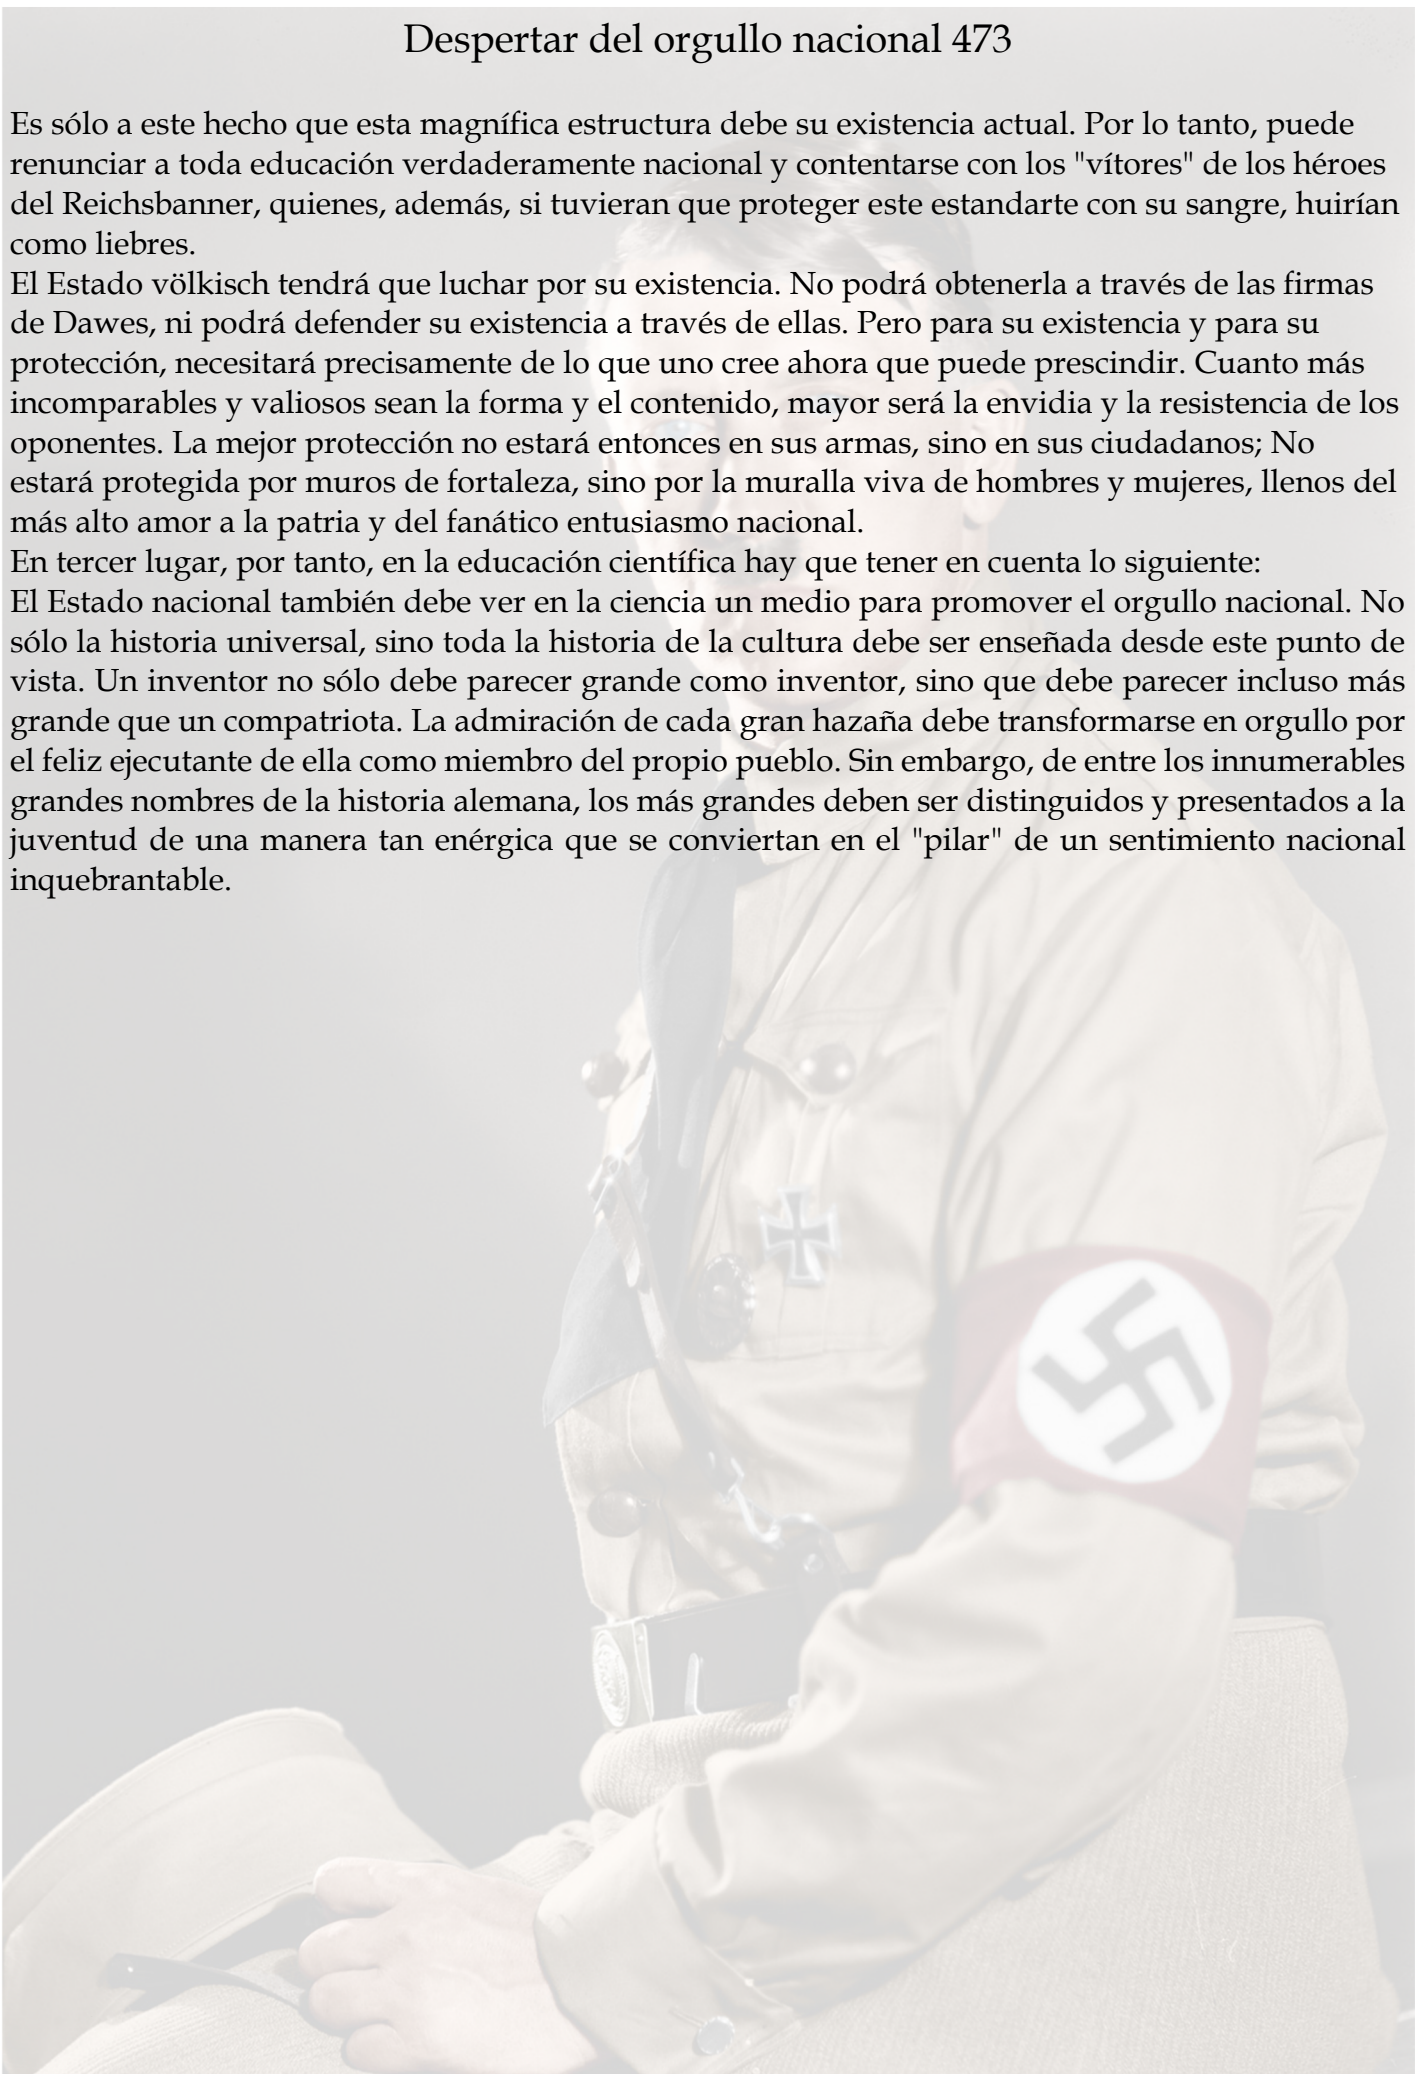 Despertar del orgullo nacional 473
Es sólo a este hecho que esta magnífica estructura debe su existencia actual. Por lo tanto, puede
renunciar a toda educación verdaderamente nacional y contentarse con los "vítores" de los héroes
del Reichsbanner, quienes, además, si tuvieran que proteger este estandarte con su sangre, huirían
como liebres.
El Estado völkisch tendrá que luchar por su existencia. No podrá obtenerla a través de las firmas
de Dawes, ni podrá defender su existencia a través de ellas. Pero para su existencia y para su
protección, necesitará precisamente de lo que uno cree ahora que puede prescindir. Cuanto más
incomparables y valiosos sean la forma y el contenido, mayor será la envidia y la resistencia de los
oponentes. La mejor protección no estará entonces en sus armas, sino en sus ciudadanos; No
estará protegida por muros de fortaleza, sino por la muralla viva de hombres y mujeres, llenos del
más alto amor a la patria y del fanático entusiasmo nacional.
En tercer lugar, por tanto, en la educación científica hay que tener en cuenta lo siguiente:
El Estado nacional también debe ver en la ciencia un medio para promover el orgullo nacional. No
sólo la historia universal, sino toda la historia de la cultura debe ser enseñada desde este punto de
vista. Un inventor no sólo debe parecer grande como inventor, sino que debe parecer incluso más
grande que un compatriota. La admiración de cada gran hazaña debe transformarse en orgullo por
el feliz ejecutante de ella como miembro del propio pueblo. Sin embargo, de entre los innumerables
grandes nombres de la historia alemana, los más grandes deben ser distinguidos y presentados a la
juventud de una manera tan enérgica que se conviertan en el "pilar" de un sentimiento nacional
inquebrantable.